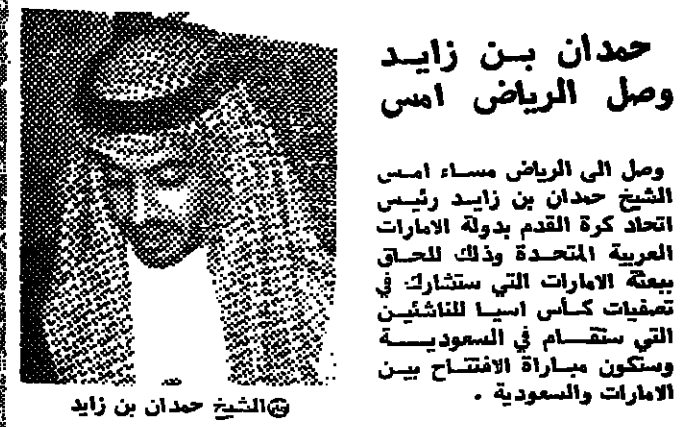 حمدان بن زايد
وصل الرياض امس
وصل الى الرياض مساء امس
الشيخ حمدان بن زايد رئيس
اتحاد كرة القدم بدولة الامارات
العربية المتحدة وذلك للحاق
ببعثة الامارات التي ستشارك في
تصفيات كأس اسيا للناشئين
التي ستقام في السعودية
وستكون مباراة الافتتاح بين
الامارات والسعودية .
الشيخ حمدان بن زايد